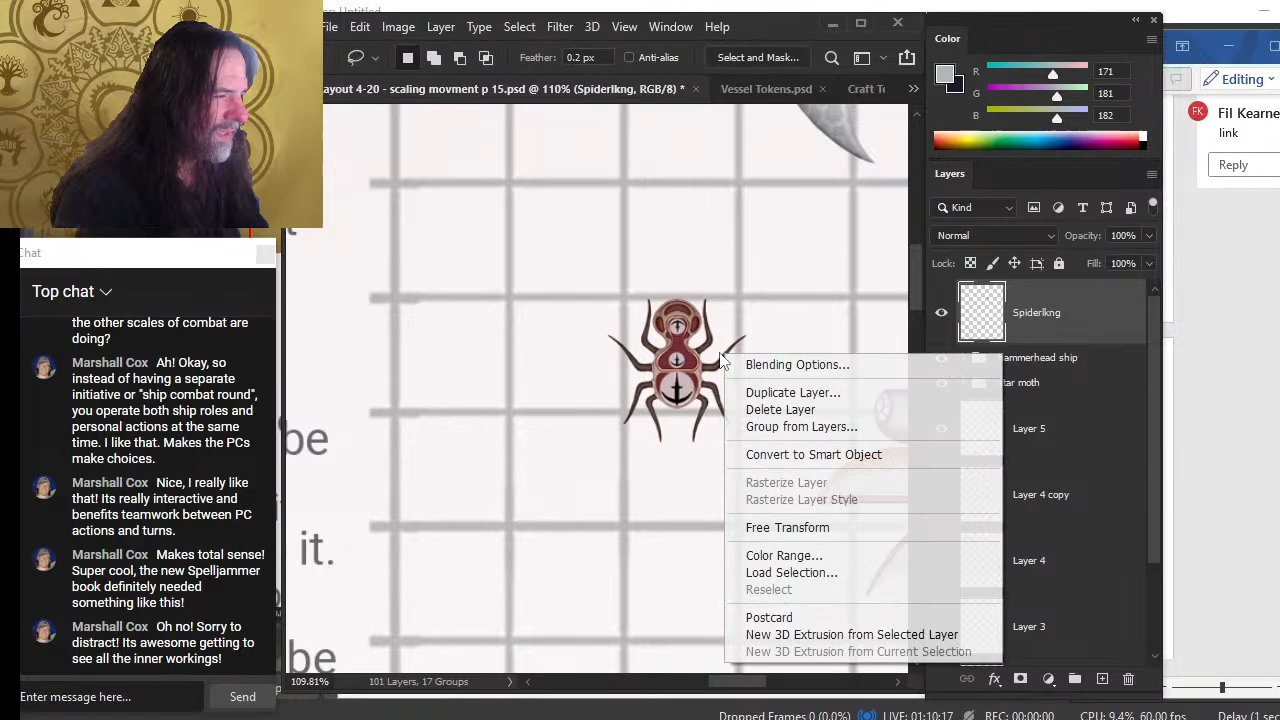 Untitled
File Edit Image Layer Type Select Filter 3D View Window Help
Feather: 0.2 px Anti-alias Select and Mask...
ayout 4-20 - scaling movment p 15.psd @ 110% (Spiderlkng, RGB/8) * Vessel Tokens.psd Craft To
be
it.
be
109.81% 101 Layers, 17 Groups
Blending Options...
Duplicate Layer...
Delete Layer
Group from Layers...
Convert to Smart Object
Rasterize Layer
Rasterize Layer Style
Free Transform
Color Range...
Load Selection...
Reselect
Postcard
New 3D Extrusion from Selected Layer
New 3D Extrusion from Current Selection
Color
R 171
G 181
B 182
Layers
Kind
Normal Opacity: 100%
Lock: Fill: 100%
Spiderlkng
ammerhead ship
tar moth
Layer 5
Layer 4 copy
Layer 4
Layer 3
Editing
FK Fil Kearne
link
Reply
Chat
Top chat
the other scales of combat are
doing?
Marshall Cox Ah! Okay, so
instead of having a separate
initiative or "ship combat round",
you operate both ship roles and
personal actions at the same
time. I like that. Makes the PCs
make choices.
Marshall Cox Nice, I really like
that! Its really interactive and
benefits teamwork between PC
actions and turns.
Marshall Cox Makes total sense!
Super cool, the new Spelljammer
book definitely needed
something like this!
Marshall Cox Oh no! Sorry to
distract! Its awesome getting to
see all the inner workings!
Enter message here... Send
Dropped Frames 0 (0.0%) LIVE: 01:10:17 REC: 00:00:00 CPU: 9.4%, 60.00 fps Delay (1 sec